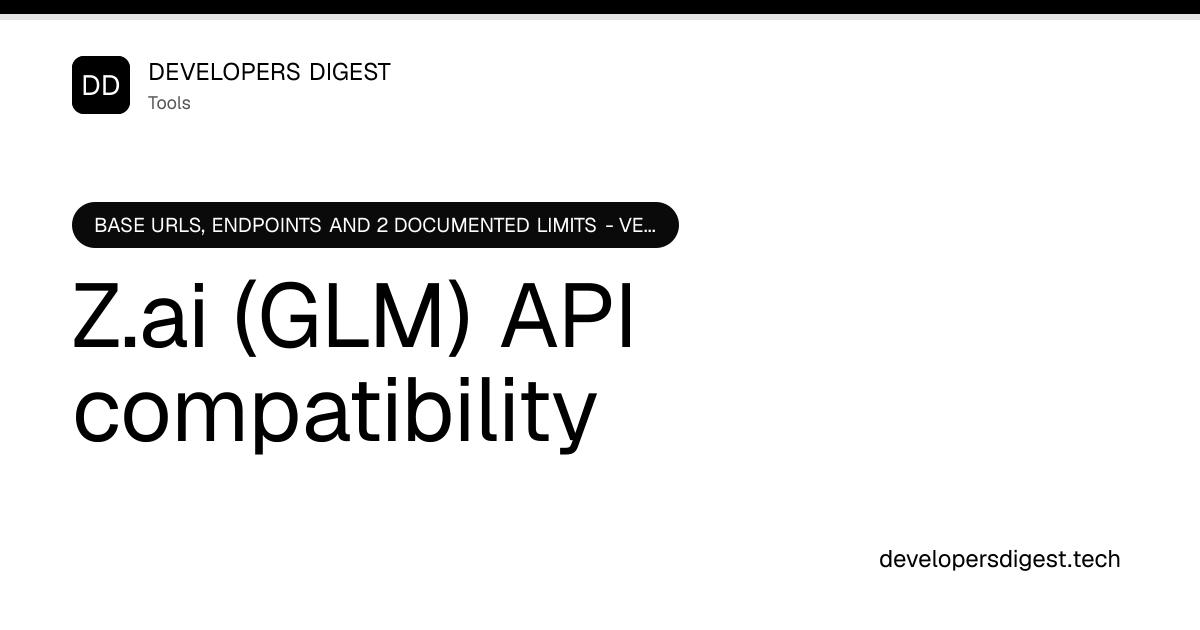 DD
DEVELOPERS DIGEST
Tools
BASE URLS, ENDPOINTS AND 2 DOCUMENTED LIMITS - VE...
Z.ai (GLM) API
compatibility
developersdigest.tech